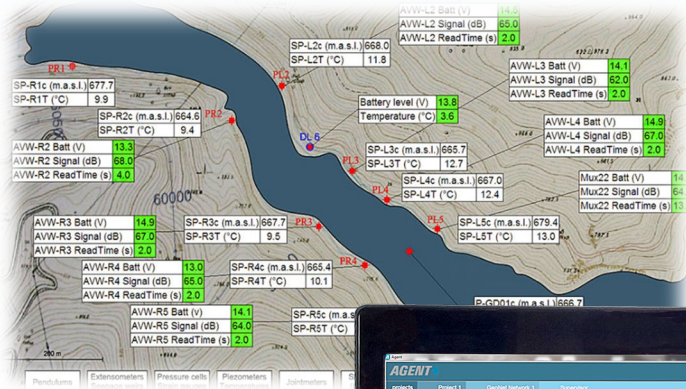 AVW-L2 Batt (V)
AVW-L2 Signal (dB) 65.0
AVW-L2 ReadTime (s) 2.0
SP-L2c (m.a.s.l.) 668.0
SP-L2T (°C) 11.8
AVW-L3 Batt (V) 14.1
AVW-L3 Signal (dB) 62.0
AVW-L3 ReadTime (s) 2.0
PR1
PL2
SP-R1c (m.a.s.l.) 677.7
SP-R1T (°C) 9.9
Battery level (V) 13.8
Temperature (°C) 3.6
SP-R2c (m.a.s.l.) 664.6
SP-R2T (°C) 9.4
PR2
AVW-L4 Batt (V) 14.9
AVW-L4 Signal (dB) 67.0
AVW-L4 ReadTime (s) 2.0
DL 6
AVW-R2 Batt (V) 13.3
AVW-R2 Signal (dB) 68.0
AVW-R2 ReadTime (s) 4.0
SP-L3c (m.a.s.l.) 665.7
SP-L3T (°C) 12.7
PL3
SP-L4c (m.a.s.l.) 667.0
SP-L4T (°C) 12.4
PL4
Mux22 Batt (V)
Mux22 Signal (dB)
Mux22 ReadTime (s)
60000
AVW-R3 Batt (V) 14.9
AVW-R3 Signal (dB) 67.0
AVW-R3 ReadTime (s) 2.0
SP-R3c (m.a.s.l.) 667.7
SP-R3T (°C) 9.5
PR3
PL5
SP-L5c (m.a.s.l.) 679.4
SP-L5T (°C) 13.0
AVW-R4 Batt (V) 13.0
AVW-R4 Signal (dB) 65.0
AVW-R4 ReadTime (s) 2.0
SP-R4c (m.a.s.l.) 665.4
SP-R4T (°C) 10.1
PR4
P-GD01c (m.a.s.l.) 666.7
AVW-R5 Batt (V) 14.1
AVW-R5 Signal (dB) 64.0
AVW-R5 ReadTime (s) 2.0
SP-R5c (m.a.s
SP-R5T (°C)
200 m
Agent
AGENT
Pendulums
Extensometers
Pressure cells
Piezometers
Jointmeters
projects
Project 1
GeoNet Network 1
Supervisor